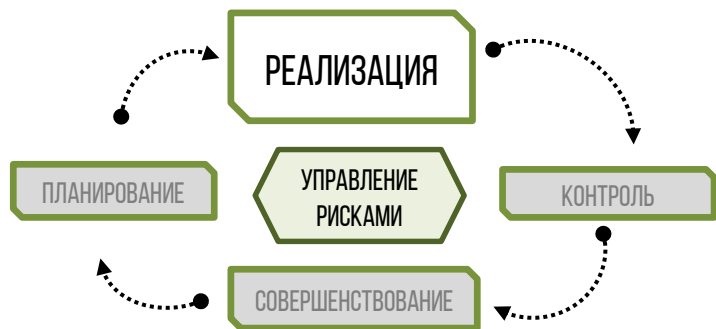 РЕАЛИЗАЦИЯ
ПЛАНИРОВАНИЕ
УПРАВЛЕНИЕ
РИСКАМИ
КОНТРОЛЬ
СОВЕРШЕНСТВОВАНИЕ